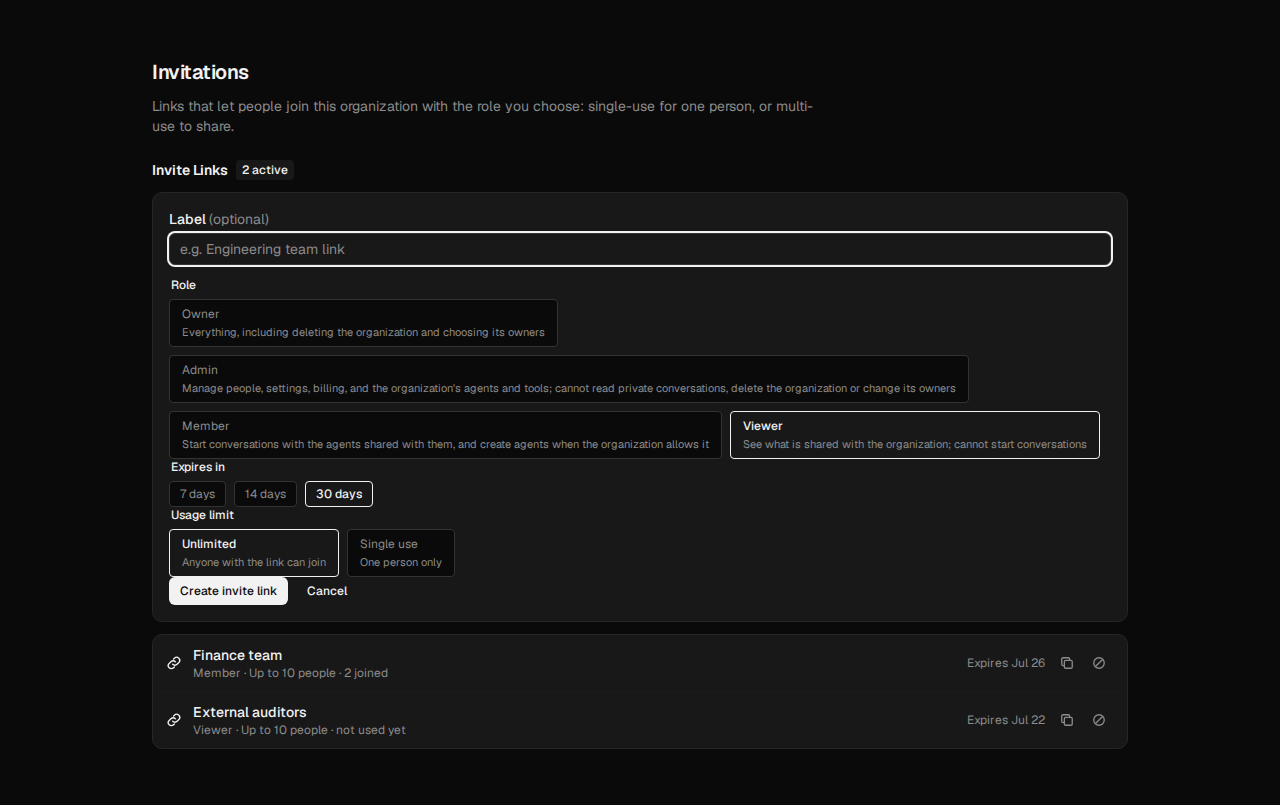 Invitations
Links that let people join this organization with the role you choose: single-use for one person, or multi-
use to share.
Invite Links 2 active
Label (optional)
e.g. Engineering team link
Role
Owner
Everything, including deleting the organization and choosing its owners
Admin
Manage people, settings, billing, and the organization's agents and tools; cannot read private conversations, delete the organization or change its owners
Member
Start conversations with the agents shared with them, and create agents when the organization allows it
Viewer
See what is shared with the organization; cannot start conversations
Expires in
7 days 14 days 30 days
Usage limit
Unlimited
Anyone with the link can join
Single use
One person only
Create invite link Cancel
Finance team
Member · Up to 10 people · 2 joined
Expires Jul 26
External auditors
Viewer · Up to 10 people · not used yet
Expires Jul 22